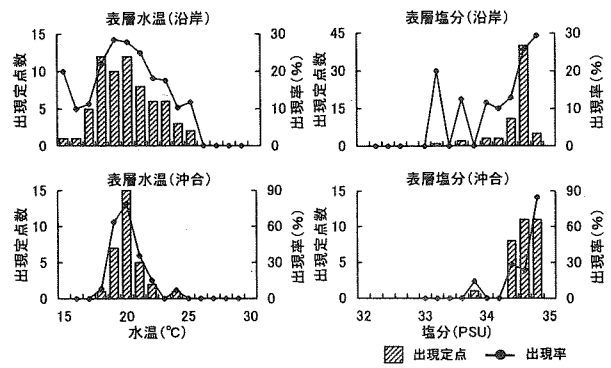 表層水温(沿岸)
出現定点数
15
10
5
0
30
20
10
0
出現率(%)
表層塩分(沿岸)
出現定点数
45
30
15
0
30
20
10
0
出現率(%)
表層水温(沖合)
出現定点数
15
10
5
0
90
60
30
0
出現率(%)
15 20 25 30
水温(℃)
表層塩分(沖合)
出現定点数
15
10
5
0
90
60
30
0
出現率(%)
32 33 34 35
塩分(PSU)
出現定点 出現率